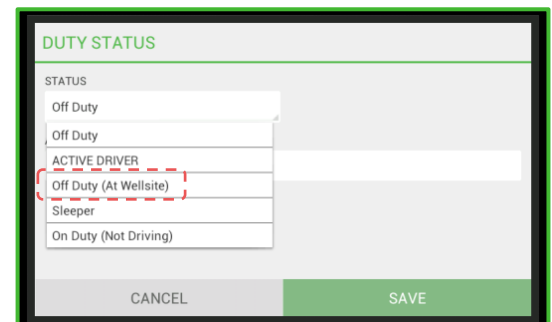 DUTY STATUS
STATUS
Off Duty
Off Duty
ACTIVE DRIVER
Off Duty (At Wellsite)
Sleeper
On Duty (Not Driving)
CANCEL
SAVE